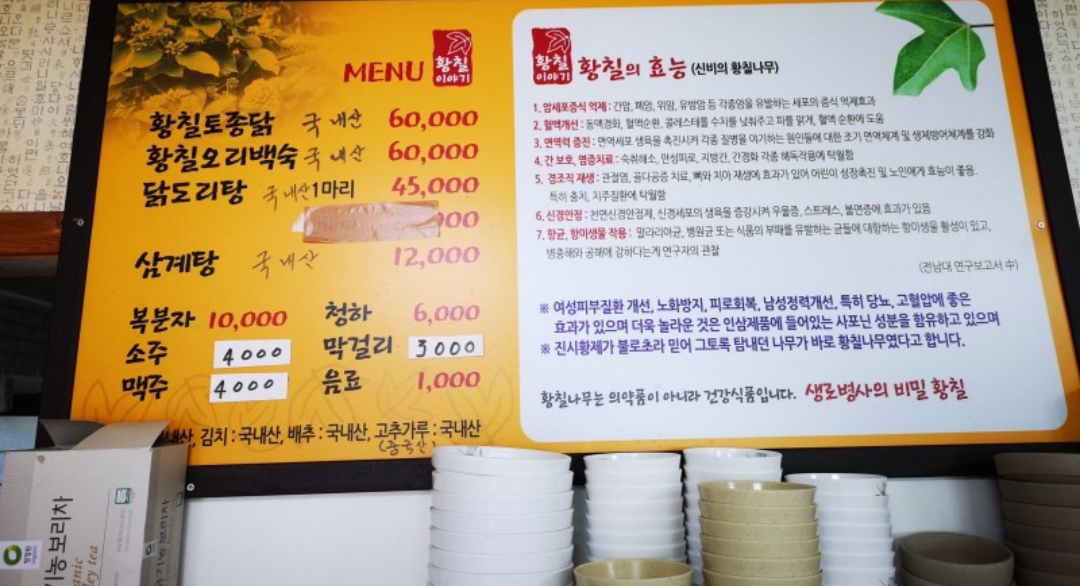 MENU 황칠이야기
황칠토종닭 국내산 60,000
황칠오리백숙 국내산 60,000
닭도리탕 국내산 1마리 45,000
000
삼계탕 국내산 12,000
복분자 10,000 청하 6,000
소주 4000 막걸리 3000
맥주 4000 음료 1,000
내산, 김치 : 국내산, 배추 : 국내산, 고추가루 : 국내산
(중국산)
황칠이야기 황칠의 효능 (신비의 황칠나무)
1. 암세포증식 억제 : 간암, 폐암, 위암, 유방암 등 각종암을 유발하는 세포의 증식 억제효과
2. 혈액개선 : 동맥경화, 혈액순환, 콜레스테롤 수치를 낮춰주고 피를 맑게, 혈액 순환에 도움
3. 면역력 증진 : 면역세포 생육을 촉진시켜 각종 질병을 야기하는 원인들에 대한 조기 면역체계 및 생체방어체계를 강화
4. 간 보호, 염증치료 : 숙취해소, 만성피로, 지방간, 간경화 각종 해독작용에 탁월함
5. 경조직 재생 : 관절염, 골다공증 치료, 뼈와 치아 재생에 효과가 있어 어린이 성장촉진 및 노인에게 효능이 좋음.
특히 충치, 치주질환에 탁월함
6. 신경안정 : 천연신경안정제, 신경세포의 생육을 증강시켜 우울증, 스트레스, 불면증에 효과가 있음
7. 항균, 항미생물 작용 : 말라리아균, 병원균 또는 식품의 부패를 유발하는 균들에 대항하는 항미생물 활성이 있고,
병충해와 공해에 강하다는게 연구자의 관찰
(전남대 연구보고서 中)
※ 여성피부질환 개선, 노화방지, 피로회복, 남성정력개선, 특히 당뇨, 고혈압에 좋은
효과가 있으며 더욱 놀라운 것은 인삼제품에 들어있는 사포닌 성분을 함유하고 있으며
※ 진시황제가 불로초라 믿어 그토록 탐내던 나무가 바로 황칠나무였다고 합니다.
황칠나무는 의약품이 아니라 건강식품입니다. 생로병사의 비밀 황칠
기농 보리차